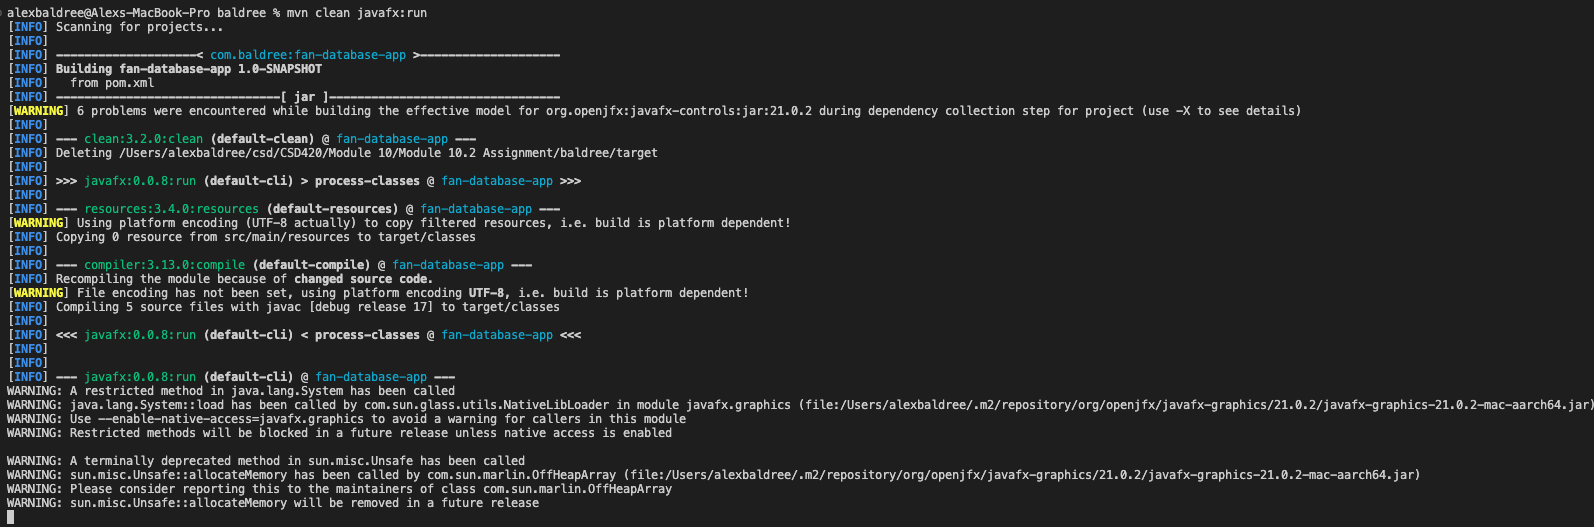 alexbaldree@Alexs-MacBook-Pro baldree % mvn clean javafx:run
[INFO] Scanning for projects...
[INFO]
[INFO] --------------------< com.baldree:fan-database-app >--------------------
[INFO] Building fan-database-app 1.0-SNAPSHOT
[INFO]   from pom.xml
[INFO] --------------------------------[ jar ]---------------------------------
[WARNING] 6 problems were encountered while building the effective model for org.openjfx:javafx-controls:jar:21.0.2 during dependency collection step for project (use -X to see details)
[INFO]
[INFO] --- clean:3.2.0:clean (default-clean) @ fan-database-app ---
[INFO] Deleting /Users/alexbaldree/csd/CSD420/Module 10/Module 10.2 Assignment/baldree/target
[INFO]
[INFO] >>> javafx:0.0.8:run (default-cli) > process-classes @ fan-database-app >>>
[INFO]
[INFO] --- resources:3.4.0:resources (default-resources) @ fan-database-app ---
[WARNING] Using platform encoding (UTF-8 actually) to copy filtered resources, i.e. build is platform dependent!
[INFO] Copying 0 resource from src/main/resources to target/classes
[INFO]
[INFO] --- compiler:3.13.0:compile (default-compile) @ fan-database-app ---
[INFO] Recompiling the module because of changed source code.
[WARNING] File encoding has not been set, using platform encoding UTF-8, i.e. build is platform dependent!
[INFO] Compiling 5 source files with javac [debug release 17] to target/classes
[INFO]
[INFO] <<< javafx:0.0.8:run (default-cli) < process-classes @ fan-database-app <<<
[INFO]
[INFO]
[INFO] --- javafx:0.0.8:run (default-cli) @ fan-database-app ---
WARNING: A restricted method in java.lang.System has been called
WARNING: java.lang.System::load has been called by com.sun.glass.utils.NativeLibLoader in module javafx.graphics (file:/Users/alexbaldree/.m2/repository/org/openjfx/javafx-graphics/21.0.2/javafx-graphics-21.0.2-mac-aarch64.jar)
WARNING: Use --enable-native-access=javafx.graphics to avoid a warning for callers in this module
WARNING: Restricted methods will be blocked in a future release unless native access is enabled

WARNING: A terminally deprecated method in sun.misc.Unsafe has been called
WARNING: sun.misc.Unsafe::allocateMemory has been called by com.sun.marlin.OffHeapArray (file:/Users/alexbaldree/.m2/repository/org/openjfx/javafx-graphics/21.0.2/javafx-graphics-21.0.2-mac-aarch64.jar)
WARNING: Please consider reporting this to the maintainers of class com.sun.marlin.OffHeapArray
WARNING: sun.misc.Unsafe::allocateMemory will be removed in a future release